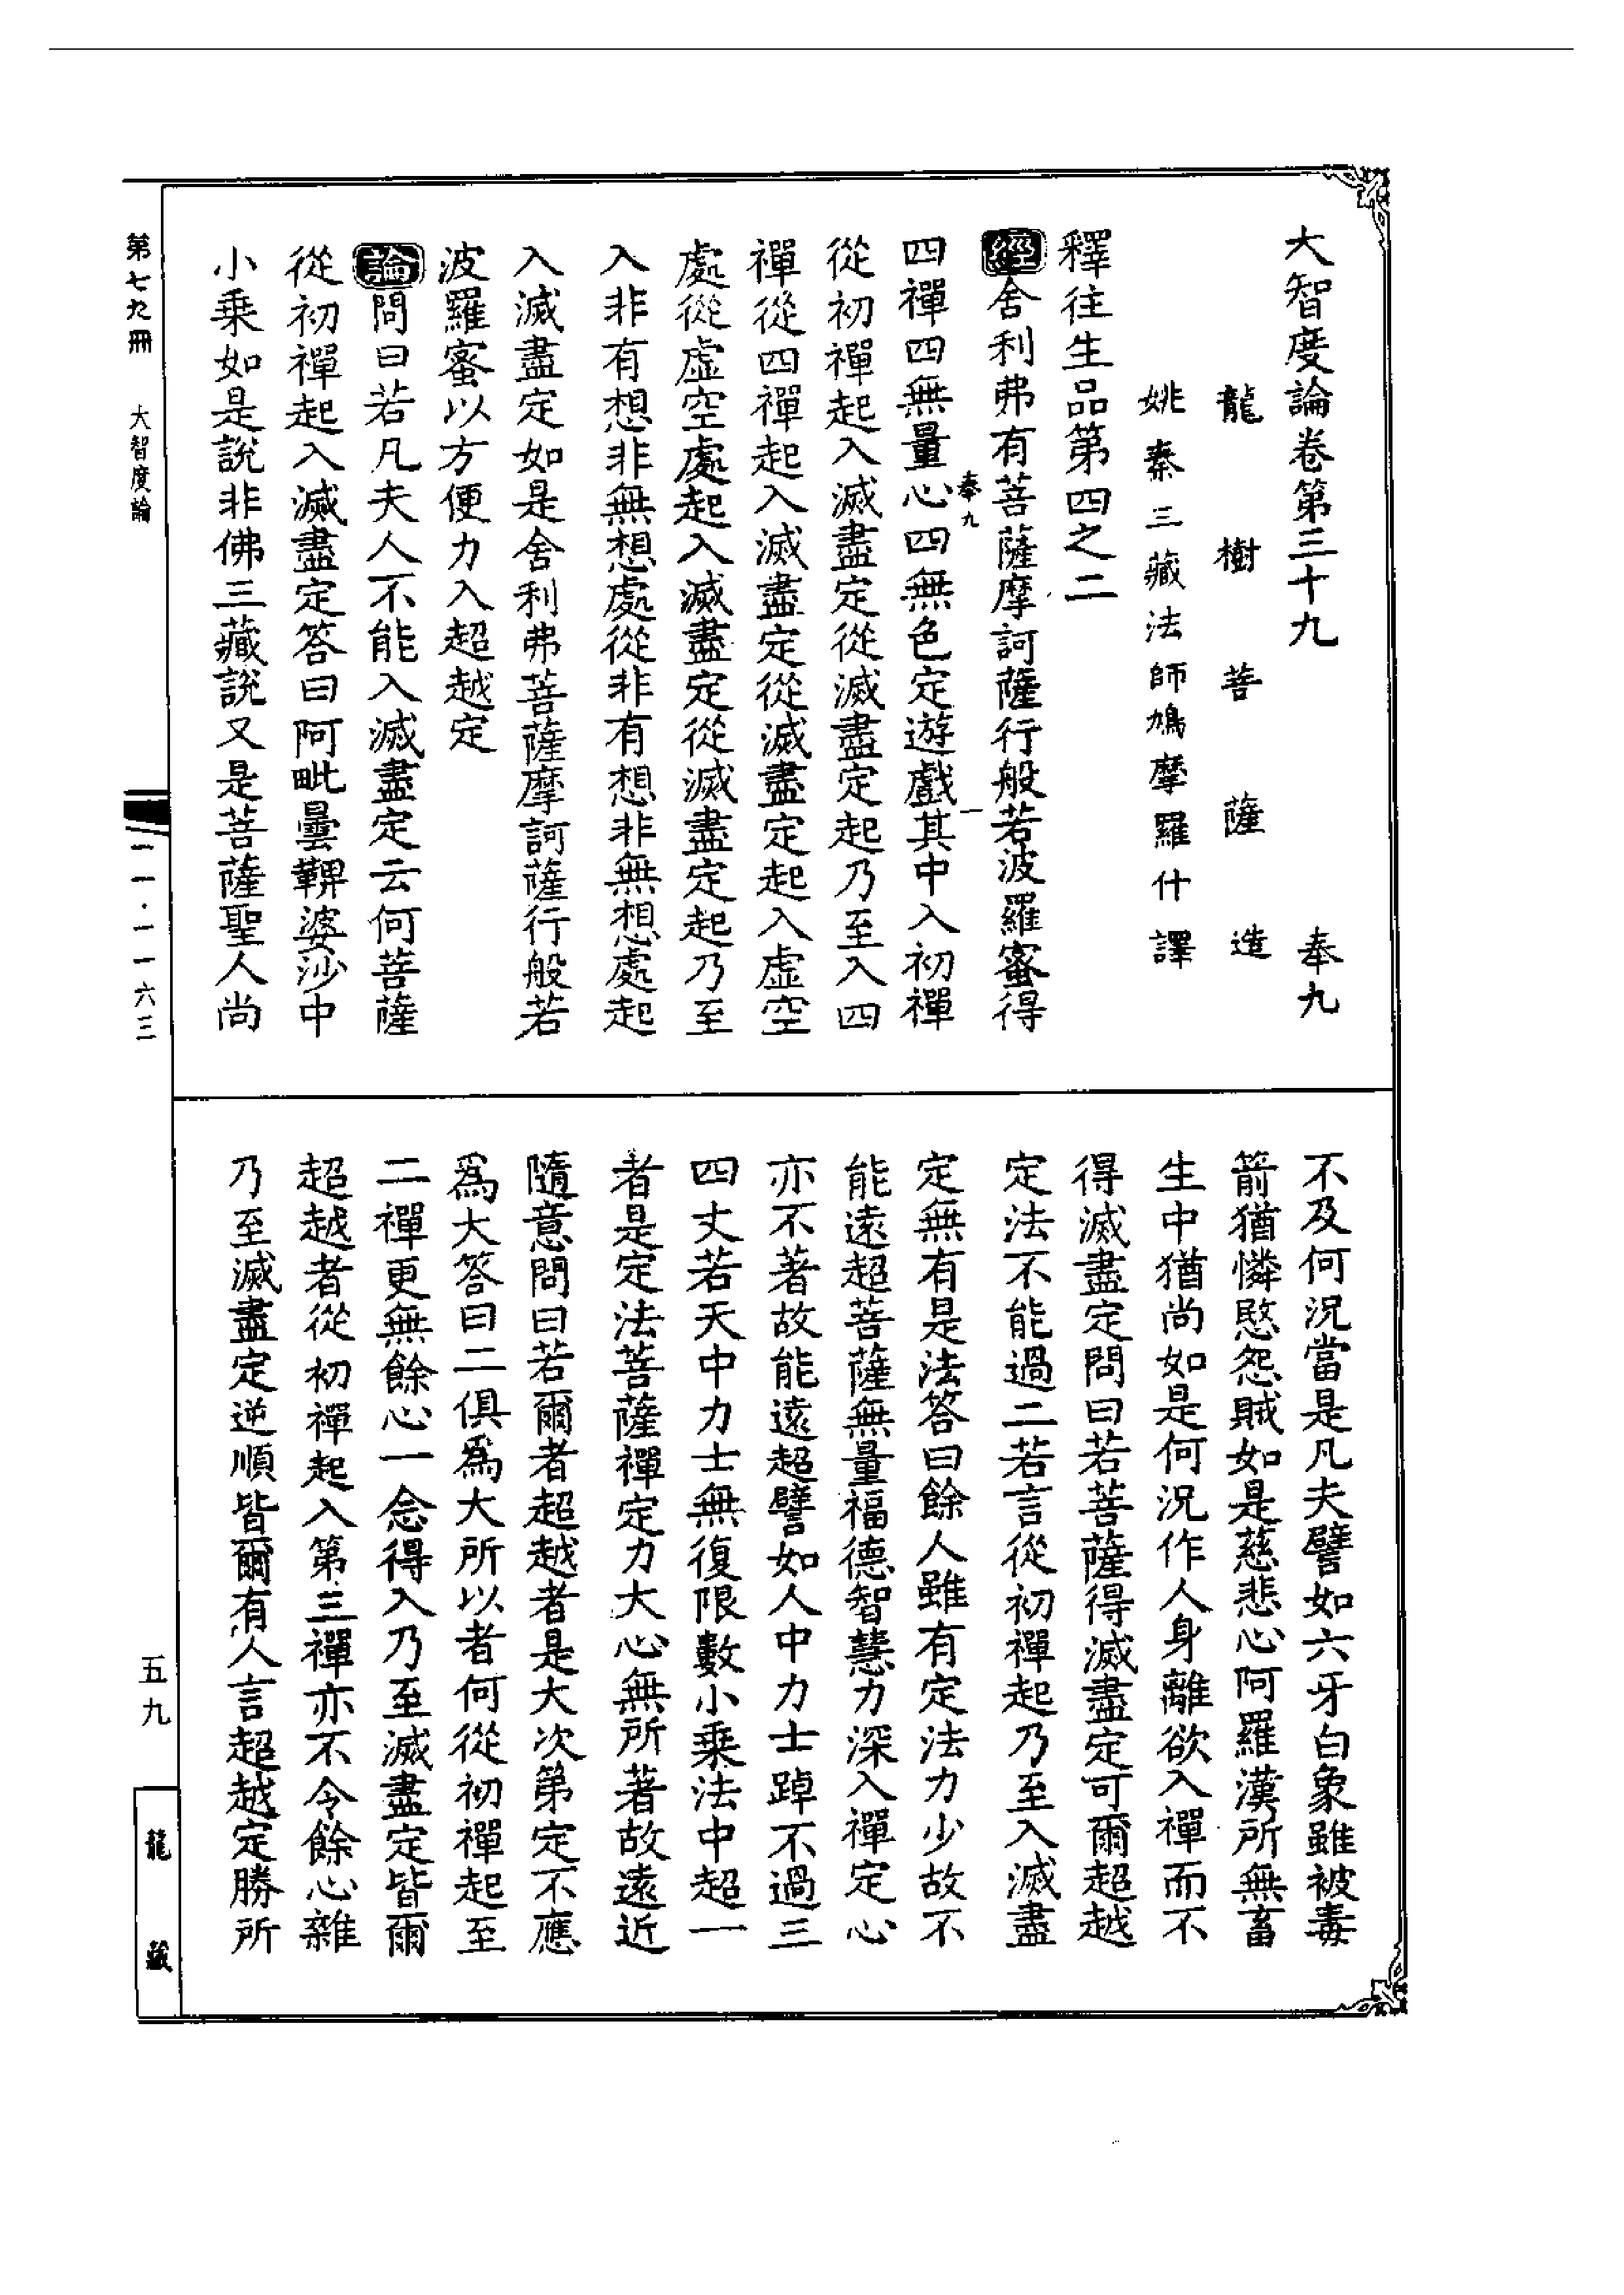 大智度論卷第三十九　奉九
龍樹菩薩造
姚秦三藏法師鳩摩羅什譯
釋往生品第四之二
經舍利弗有菩薩摩訶薩行般若波羅蜜得
奉九　一
四禪四無量心四無色定遊戲其中入初禪
從初禪起入滅盡定從滅盡定起乃至入四
禪從四禪起入滅盡定從滅盡定起入虛空
處從虛空處起入滅盡定從滅盡定起乃至
入非有想非無想處從非有想非無想處起
入滅盡定如是舍利弗菩薩摩訶薩行般若
波羅蜜以方便力入超越定
論問曰若凡夫人不能入滅盡定云何菩薩
從初禪起入滅盡定答曰阿毗曇鞞婆沙中
小乘如是說非佛三藏說又是菩薩聖人尚
不及何況當是凡夫譬如六牙白象雖被毒
箭猶憐愍怨賊如是慈悲心阿羅漢所無畜
生中猶尚如是何況作人身離欲入禪而不
得滅盡定問曰若菩薩得滅盡定可爾超越
定法不能過二若言從初禪起乃至入滅盡
定無有是法答曰餘人雖有定法力少故不
能遠超菩薩無量福德智慧力深入禪定心
亦不著故能遠超譬如人中力士踔不過三
四丈若天中力士無復限數小乘法中超一
者是定法菩薩禪定力大心無所著故遠近
隨意問曰若爾者超越者是大次第定不應
爲大答曰二俱爲大所以者何從初禪起至
二禪更無餘心一念得入乃至滅盡定皆爾
超越者從初禪起入第三禪亦不令餘心雜
乃至滅盡定逆順皆爾有人言超越定勝所
第七九冊　大智度論
一一·一一六三
五九
龍藏